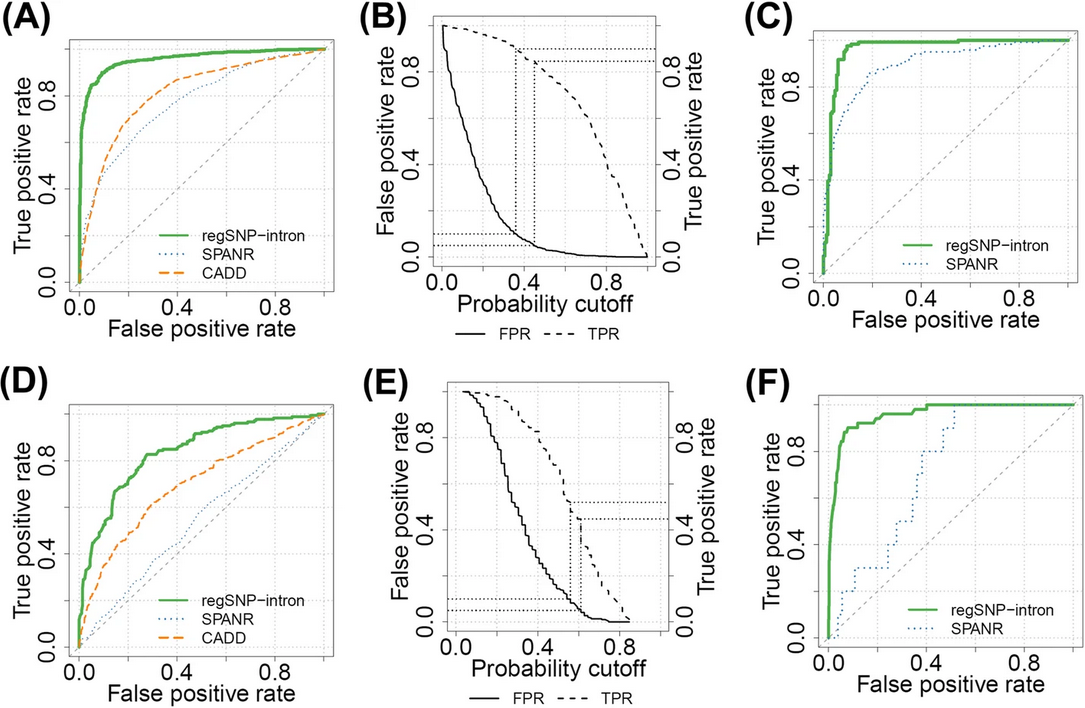 (A)
True positive rate
0.0 0.4 0.8
regSNP−intron
SPANR
CADD
0.0 0.4 0.8
False positive rate
(B)
False positive rate
0.0 0.4 0.8
True positive rate
0.0 0.4 0.8
0.0 0.4 0.8
Probability cutoff
FPR TPR
(C)
True positive rate
0.0 0.4 0.8
regSNP−intron
SPANR
0.0 0.4 0.8
False positive rate
(D)
True positive rate
0.0 0.4 0.8
regSNP−intron
SPANR
CADD
0.0 0.4 0.8
False positive rate
(E)
False positive rate
0.0 0.4 0.8
True positive rate
0.0 0.4 0.8
0.0 0.4 0.8
Probability cutoff
FPR TPR
(F)
True positive rate
0.0 0.4 0.8
regSNP−intron
SPANR
0.0 0.4 0.8
False positive rate